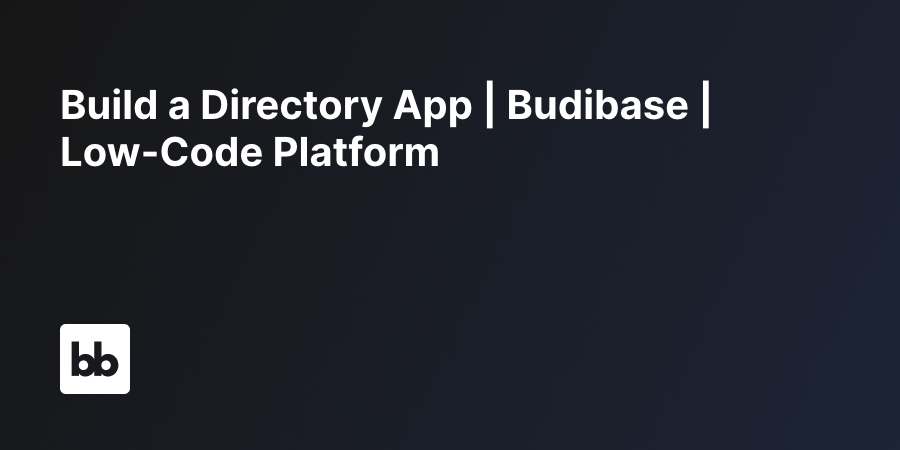 Build a Directory App | Budibase |
Low-Code Platform
bb